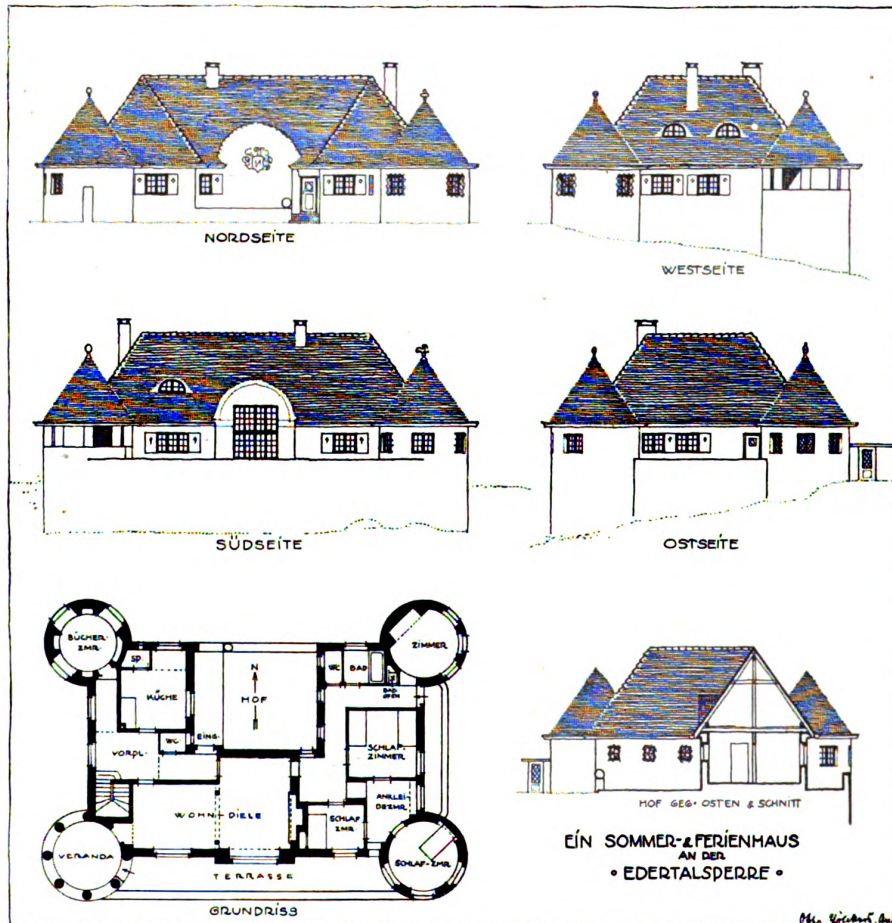 NORDSEITE
WESTSEITE
SÜDSEITE
OSTSEITE
BÜCHER-
ZMR.
SP.
KÜCHE
N
HOF
WC
BAD
BAD
OFEN
ZIMMER
VORPL.
WC
EING.
SCHLAF-
ZIMMER
ANKLEI
DEZMR.
WOHN-DIELE
SCHLAF
ZMR.
SCHLAF-ZMR
VERANDA
TERRASSE
GRUNDRISS
HOF GEG. OSTEN & SCHNITT
EIN SOMMER-&FERIENHAUS
AN DER
• EDERTALSPERRE •